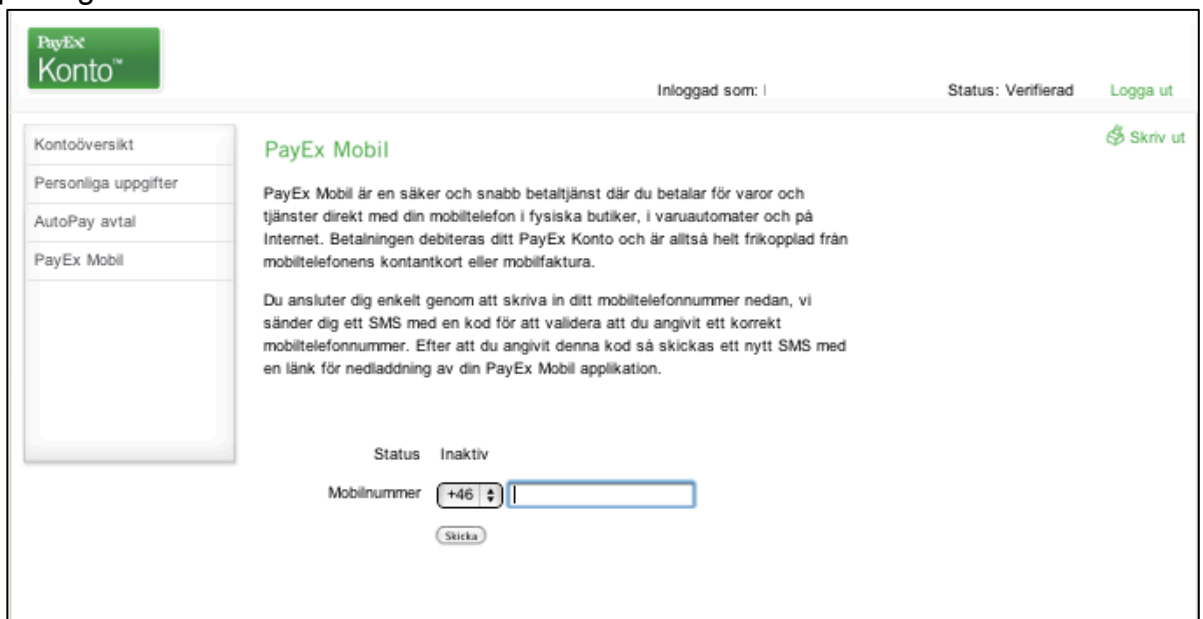 PayEx
Konto™
Inloggad som:
Status: Verifierad
Logga ut
Skriv ut
Kontoöversikt
Personliga uppgifter
AutoPay avtal
PayEx Mobil
PayEx Mobil
PayEx Mobil är en säker och snabb betaltjänst där du betalar för varor och
tjänster direkt med din mobiltelefon i fysiska butiker, i varuautomater och på
Internet. Betalningen debiteras ditt PayEx Konto och är alltså helt frikopplad från
mobiltelefonens kontantkort eller mobilfaktura.
Du ansluter dig enkelt genom att skriva in ditt mobiltelefonnummer nedan, vi
sänder dig ett SMS med en kod för att validera att du angivit ett korrekt
mobiltelefonnummer. Efter att du angivit denna kod så skickas ett nytt SMS med
en länk för nedladdning av din PayEx Mobil applikation.
Status Inaktiv
Mobilnummer +46
Skicka